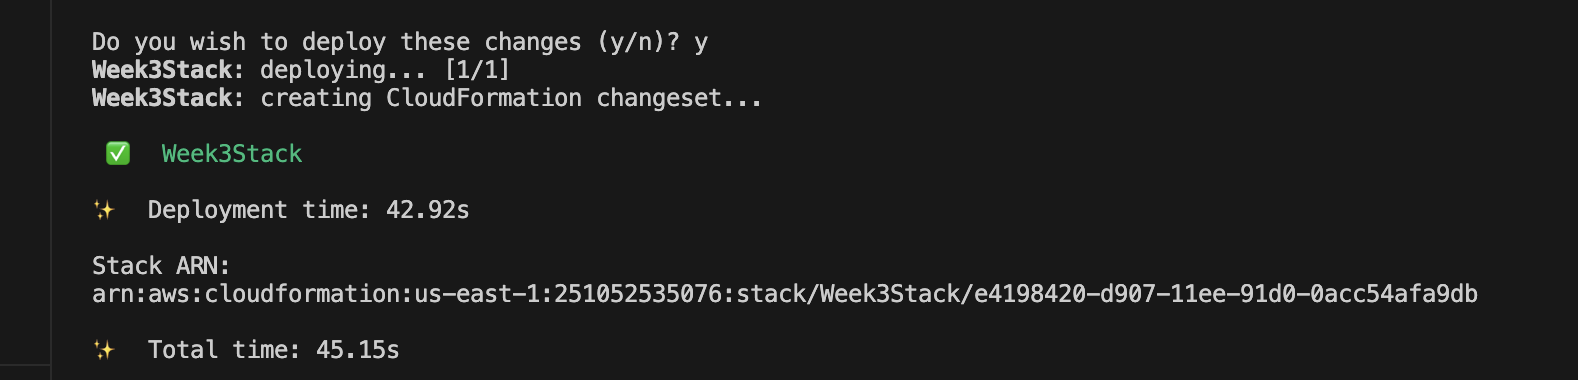 Do you wish to deploy these changes (y/n)? y
Week3Stack: deploying... [1/1]
Week3Stack: creating CloudFormation changeset...
✅ Week3Stack
✨ Deployment time: 42.92s
Stack ARN:
arn:aws:cloudformation:us-east-1:251052535076:stack/Week3Stack/e4198420-d907-11ee-91d0-0acc54afa9db
✨ Total time: 45.15s